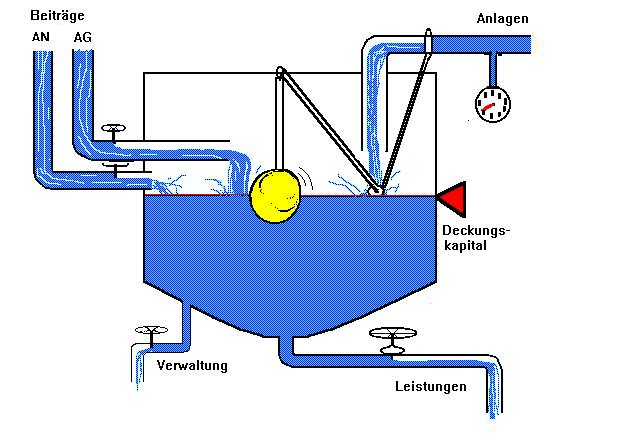 Beiträge
AN AG
Anlagen
Deckungs-
kapital
Verwaltung
Leistungen